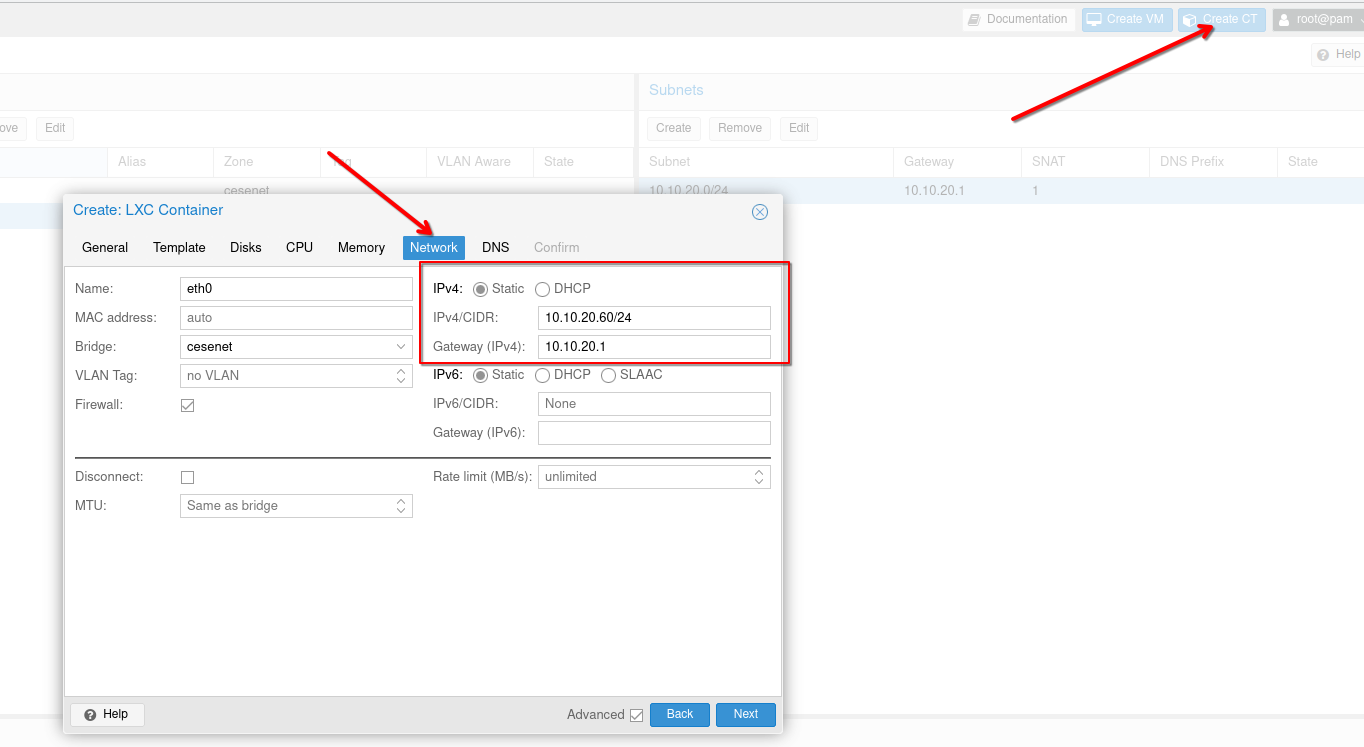 Documentation Create VM Create CT root@pam
Help
Subnets
ove Edit Create Remove Edit
Alias Zone VLAN Aware State Subnet Gateway SNAT DNS Prefix State
cesenet 10.10.20.0/24 10.10.20.1 1
Create: LXC Container
General Template Disks CPU Memory Network DNS Confirm
Name: eth0 IPv4: Static DHCP
MAC address: auto IPv4/CIDR: 10.10.20.60/24
Bridge: cesenet Gateway (IPv4): 10.10.20.1
VLAN Tag: no VLAN IPv6: Static DHCP SLAAC
Firewall: IPv6/CIDR: None
Gateway (IPv6):
Disconnect: Rate limit (MB/s): unlimited
MTU: Same as bridge
Help Advanced Back Next